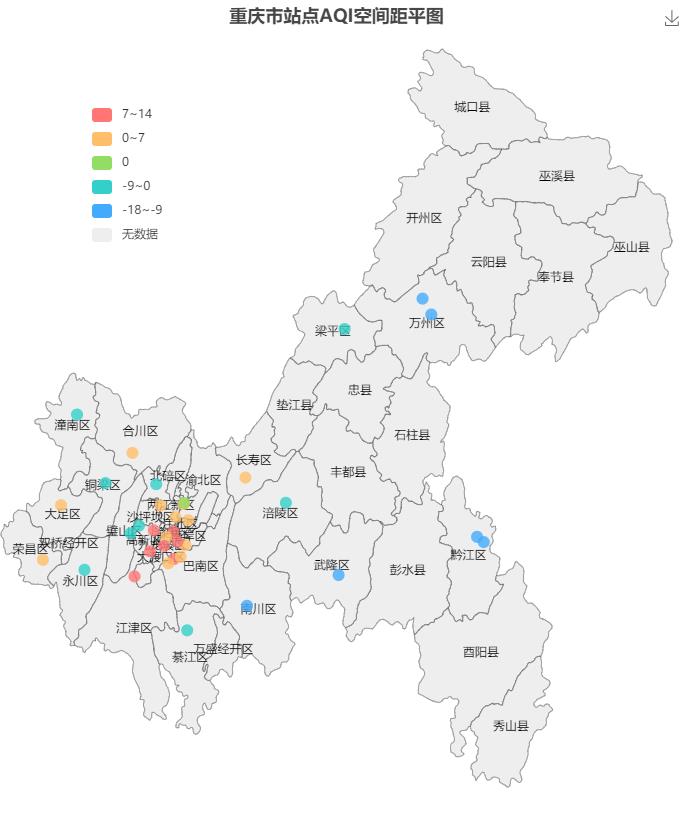 重庆市站点AQI空间距平图
7~14
0~7
0
-9~0
-18~-9
无数据
城口县
巫溪县
开州区
巫山县
云阳县
奉节县
万州区
梁平区
忠县
垫江县
潼南区
合川区
石柱县
长寿区
丰都县
北碚区
渝北区
铜梁区
大足区
涪陵区
沙坪坝区
璧山区
高新区
双桥经开区
荣昌区
黔江区
巴南区
武隆区
彭水县
永川区
南川区
江津区
万盛经开区
綦江区
酉阳县
秀山县